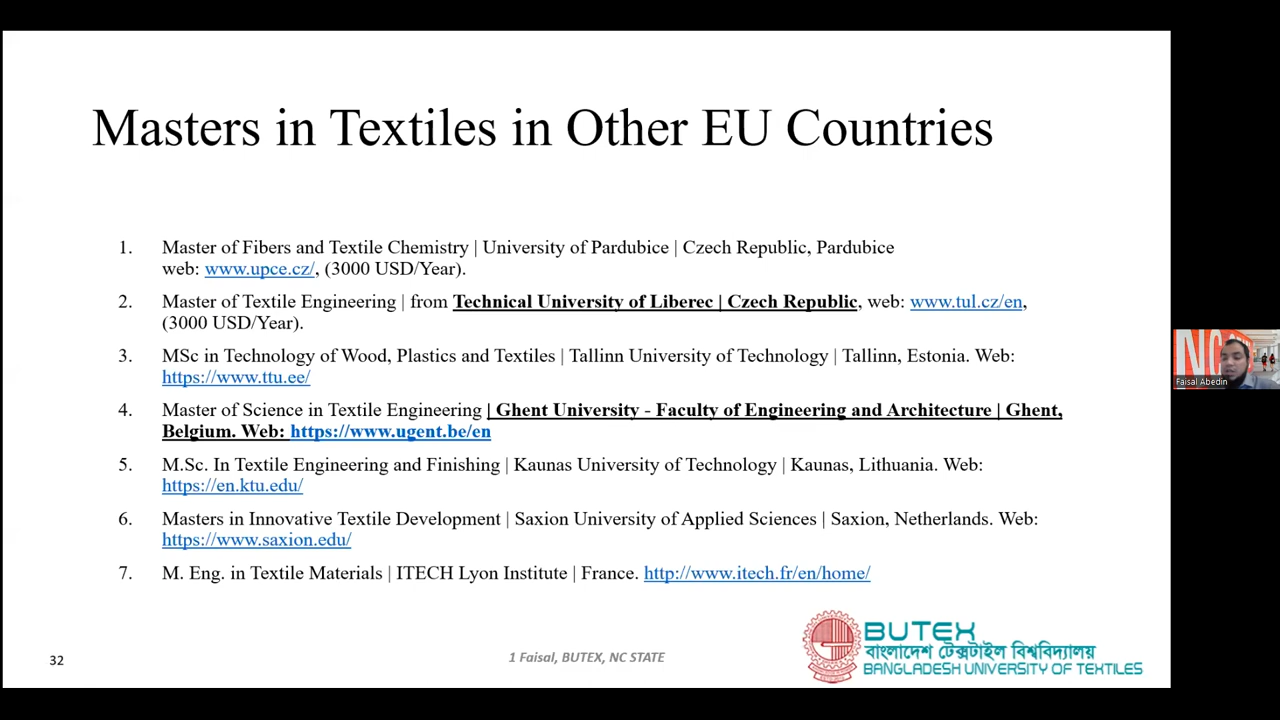 Masters in Textiles in Other EU Countries
1. Master of Fibers and Textile Chemistry | University of Pardubice | Czech Republic, Pardubice
web: www.upce.cz/, (3000 USD/Year).
2. Master of Textile Engineering | from Technical University of Liberec | Czech Republic, web: www.tul.cz/en,
(3000 USD/Year).
3. MSc in Technology of Wood, Plastics and Textiles | Tallinn University of Technology | Tallinn, Estonia. Web:
https://www.ttu.ee/
4. Master of Science in Textile Engineering | Ghent University - Faculty of Engineering and Architecture | Ghent,
Belgium. Web: https://www.ugent.be/en
5. M.Sc. In Textile Engineering and Finishing | Kaunas University of Technology | Kaunas, Lithuania. Web:
https://en.ktu.edu/
6. Masters in Innovative Textile Development | Saxion University of Applied Sciences | Saxion, Netherlands. Web:
https://www.saxion.edu/
7. M. Eng. in Textile Materials | ITECH Lyon Institute | France. http://www.itech.fr/en/home/
32
1 Faisal, BUTEX, NC STATE
BUTEX
বাংলাদেশ টেক্সটাইল বিশ্ববিদ্যালয়
BANGLADESH UNIVERSITY OF TEXTILES
NC
Faisal Abedin